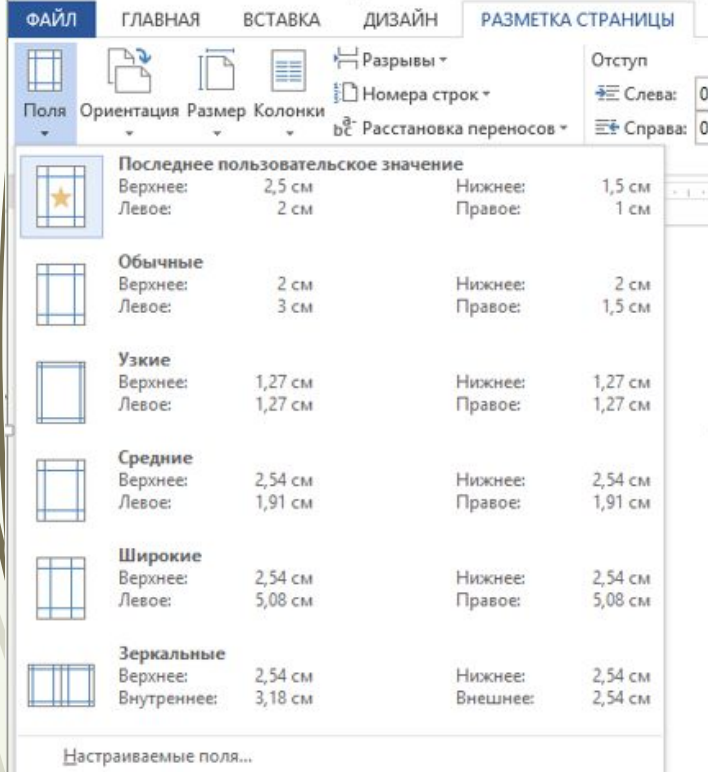 ФАЙЛ ГЛАВНАЯ ВСТАВКА ДИЗАЙН РАЗМЕТКА СТРАНИЦЫ
Разрывы Отступ
Номера строк Слева: 0
Поля Ориентация Размер Колонки
Расстановка переносов Справа: 0
Последнее пользовательское значение
Верхнее: 2,5 см Нижнее: 1,5 см
Левое: 2 см Правое: 1 см
Обычные
Верхнее: 2 см Нижнее: 2 см
Левое: 3 см Правое: 1,5 см
Узкие
Верхнее: 1,27 см Нижнее: 1,27 см
Левое: 1,27 см Правое: 1,27 см
Средние
Верхнее: 2,54 см Нижнее: 2,54 см
Левое: 1,91 см Правое: 1,91 см
Широкие
Верхнее: 2,54 см Нижнее: 2,54 см
Левое: 5,08 см Правое: 5,08 см
Зеркальные
Верхнее: 2,54 см Нижнее: 2,54 см
Внутреннее: 3,18 см Внешнее: 2,54 см
Настраиваемые поля...